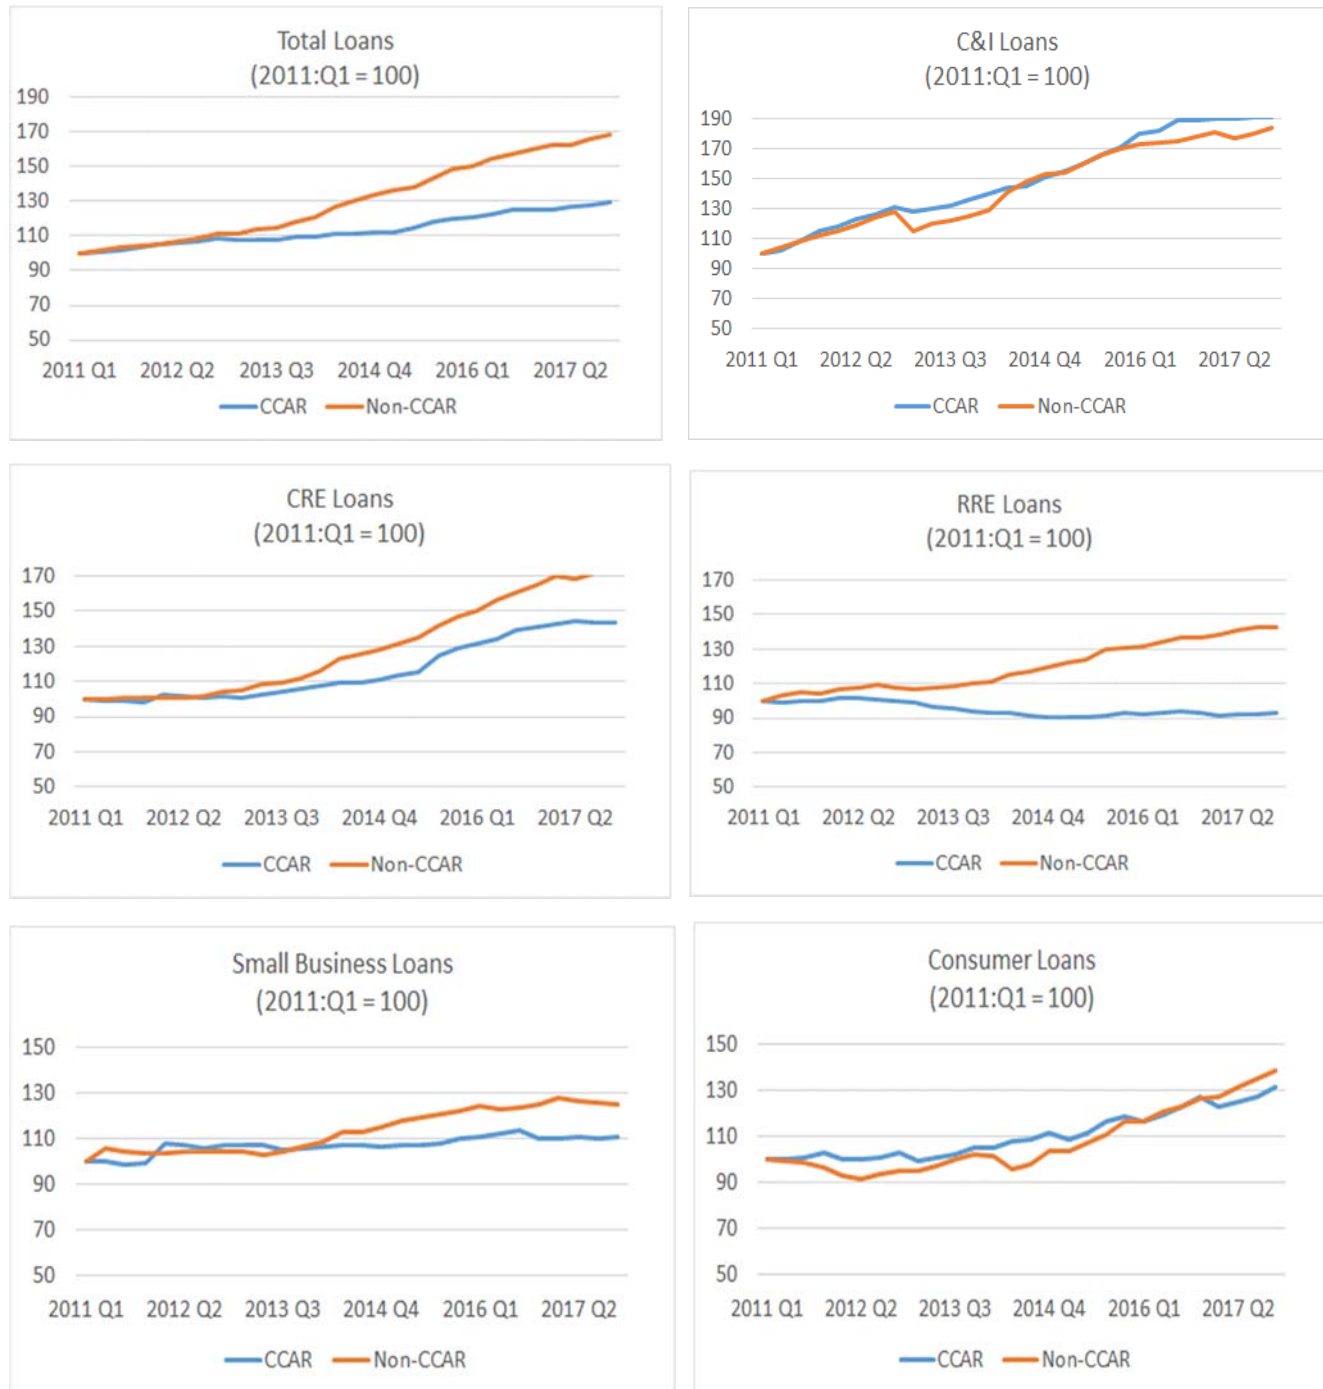 Total Loans
(2011:Q1 = 100)
190
170
150
130
110
90
70
50
2011 Q1 2012 Q2 2013 Q3 2014 Q4 2016 Q1 2017 Q2
CCAR Non-CCAR
C&I Loans
(2011:Q1 = 100)
190
170
150
130
110
90
70
50
2011 Q1 2012 Q2 2013 Q3 2014 Q4 2016 Q1 2017 Q2
CCAR Non-CCAR
CRE Loans
(2011:Q1 = 100)
170
150
130
110
90
70
50
2011 Q1 2012 Q2 2013 Q3 2014 Q4 2016 Q1 2017 Q2
CCAR Non-CCAR
RRE Loans
(2011:Q1 = 100)
170
150
130
110
90
70
50
2011 Q1 2012 Q2 2013 Q3 2014 Q4 2016 Q1 2017 Q2
CCAR Non-CCAR
Small Business Loans
(2011:Q1 = 100)
150
130
110
90
70
50
2011 Q1 2012 Q2 2013 Q3 2014 Q4 2016 Q1 2017 Q2
CCAR Non-CCAR
Consumer Loans
(2011:Q1 = 100)
150
130
110
90
70
50
2011 Q1 2012 Q2 2013 Q3 2014 Q4 2016 Q1 2017 Q2
CCAR Non-CCAR